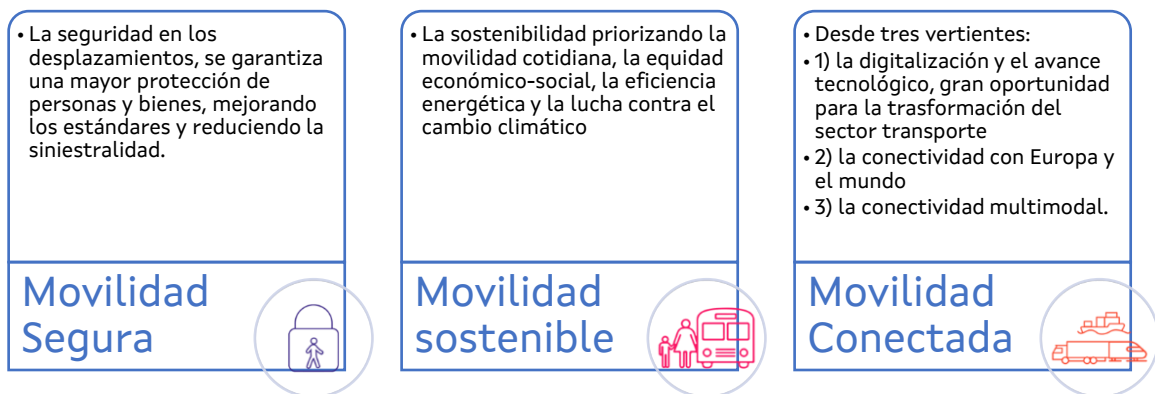 • La seguridad en los
desplazamientos, se garantiza
una mayor protección de
personas y bienes, mejorando
los estándares y reduciendo la
siniestralidad.
Movilidad
Segura
• La sostenibilidad priorizando la
movilidad cotidiana, la equidad
económico-social, la eficiencia
energética y la lucha contra el
cambio climático
Movilidad
sostenible
• Desde tres vertientes:
• 1) la digitalización y el avance
tecnológico, gran oportunidad
para la trasformación del
sector transporte
• 2) la conectividad con Europa y
el mundo
• 3) la conectividad multimodal.
Movilidad
Conectada